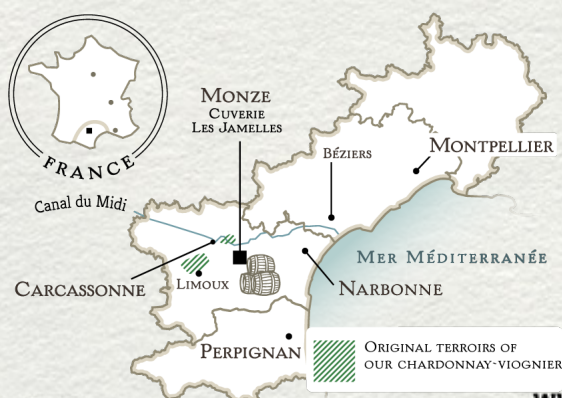 FRANCE
Canal du Midi
MONZE
CUVERIE
LES JAMELLES
BÉZIERS
MONTPELLIER
MER MÉDITERRANÉE
CARCASSONNE
LIMOUX
NARBONNE
PERPIGNAN
ORIGINAL TERROIRS OF
OUR CHARDONNAY-VIOGNIER